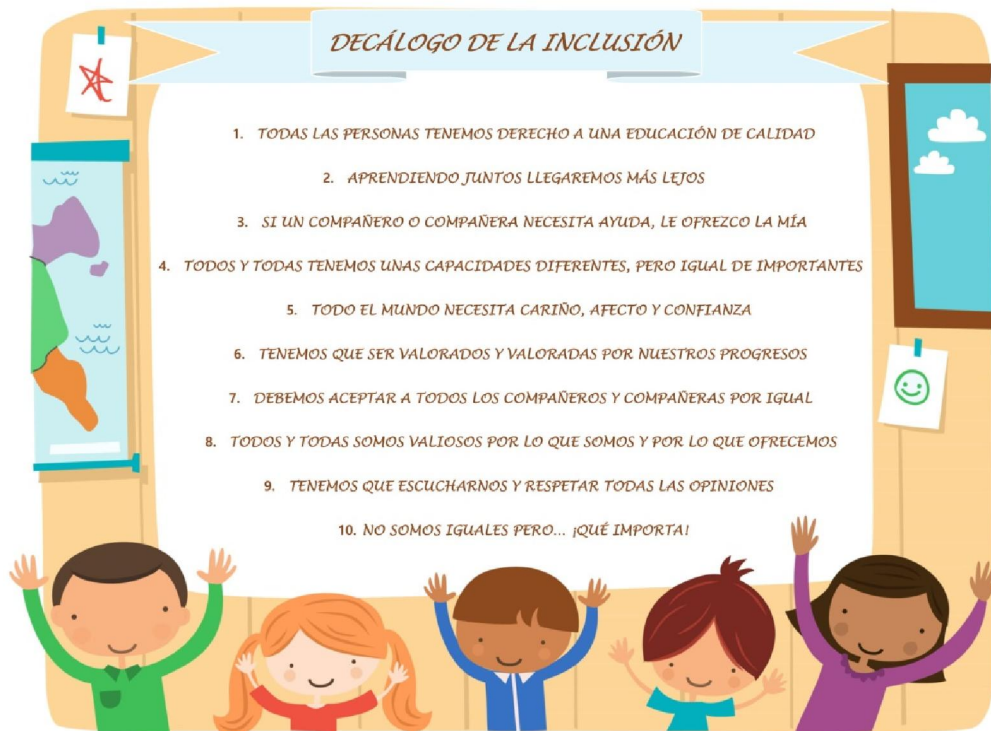 DECÁLOGO DE LA INCLUSIÓN
1. TODAS LAS PERSONAS TENEMOS DERECHO A UNA EDUCACIÓN DE CALIDAD
2. APRENDIENDO JUNTOS LLEGAREMOS MÁS LEJOS
3. SI UN COMPAÑERO O COMPAÑERA NECESITA AYUDA, LE OFREZCO LA MÍA
4. TODOS Y TODAS TENEMOS UNAS CAPACIDADES DIFERENTES, PERO IGUAL DE IMPORTANTES
5. TODO EL MUNDO NECESITA CARIÑO, AFECTO Y CONFIANZA
6. TENEMOS QUE SER VALORADOS Y VALORADAS POR NUESTROS PROGRESOS
7. DEBEMOS ACEPTAR A TODOS LOS COMPAÑEROS Y COMPAÑERAS POR IGUAL
8. TODOS Y TODAS SOMOS VALIOSOS POR LO QUE SOMOS Y POR LO QUE OFRECEMOS
9. TENEMOS QUE ESCUCHARNOS Y RESPETAR TODAS LAS OPINIONES
10. NO SOMOS IGUALES PERO... ¡QUÉ IMPORTA!